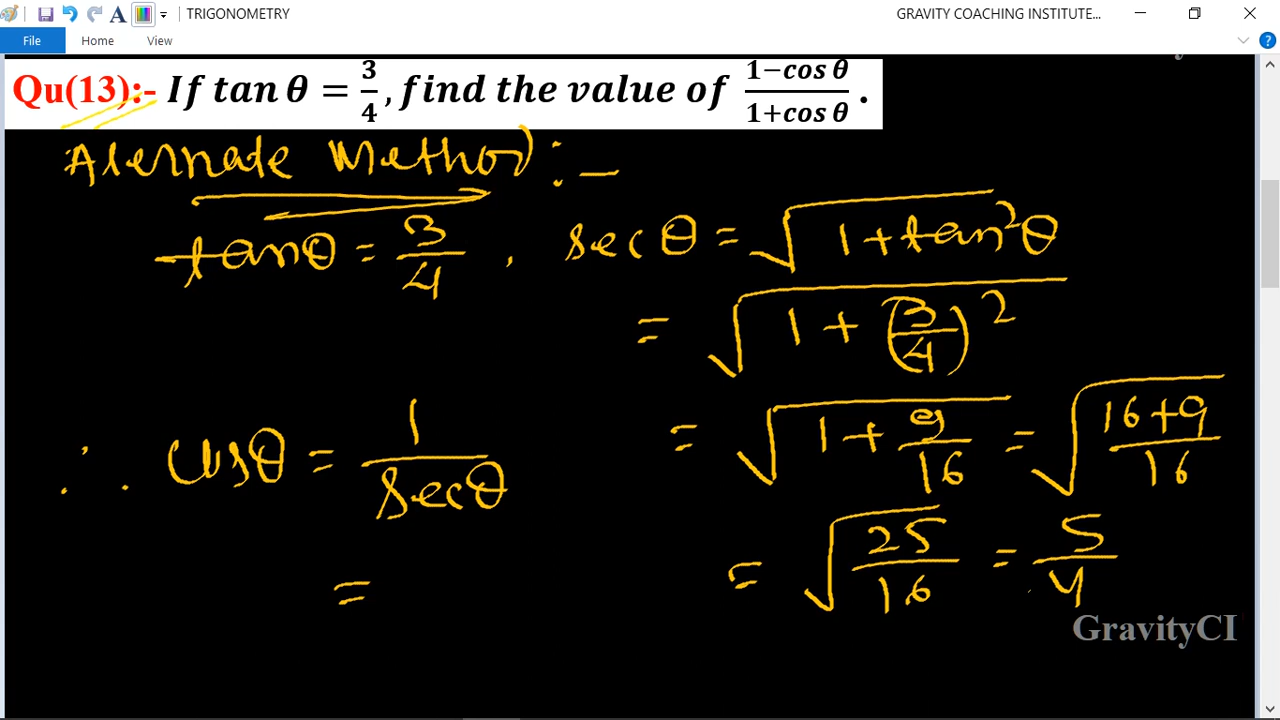 TRIGONOMETRY
GRAVITY COACHING INSTITUTE...
File Home View
Qu(13):- If tan θ = 3/4, find the value of (1−cos θ)/(1+cos θ).
Alernate Method:-
tanθ = 3/4, secθ = √(1+tan²θ)
= √(1 + (3/4)²)
= √(1 + 9/16) = √((16+9)/16)
∴ cosθ = 1/secθ
= √(25/16) = 5/4
=
GravityCI